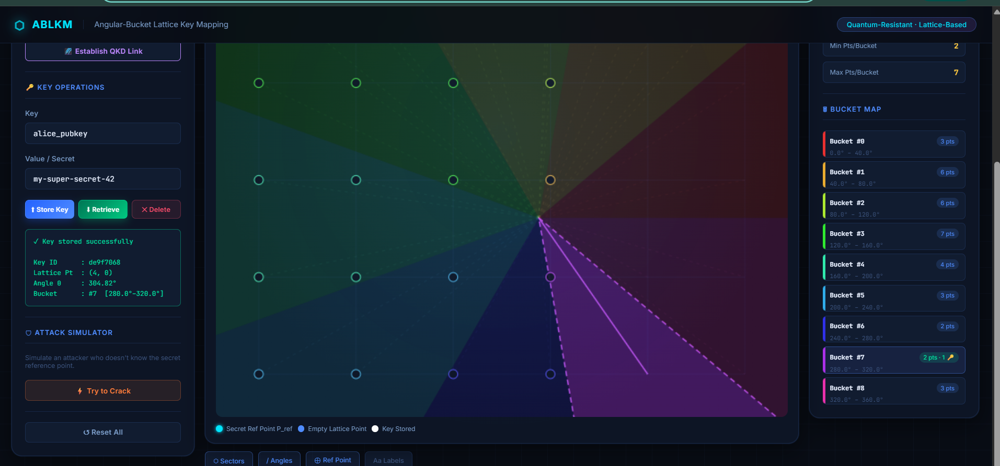 ABLKM
Angular-Bucket Lattice Key Mapping
Quantum-Resistant · Lattice-Based
Establish QKD Link
KEY OPERATIONS
Key
alice_pubkey
Value / Secret
my-super-secret-42
⬆ Store Key
⬇ Retrieve
✕ Delete
✓ Key stored successfully
Key ID : de9f7068
Lattice Pt : (4, 0)
Angle θ : 304.82°
Bucket : #7 [280.0°–320.0°]
ATTACK SIMULATOR
Simulate an attacker who doesn't know the secret
reference point.
Try to Crack
↺ Reset All
Secret Ref Point P_ref
Empty Lattice Point
Key Stored
⬡ Sectors
/ Angles
⊕ Ref Point
Aa Labels
Min Pts/Bucket 2
Max Pts/Bucket 7
BUCKET MAP
Bucket #0 3 pts
0.0° – 40.0°
Bucket #1 6 pts
40.0° – 80.0°
Bucket #2 6 pts
80.0° – 120.0°
Bucket #3 7 pts
120.0° – 160.0°
Bucket #4 4 pts
160.0° – 200.0°
Bucket #5 3 pts
200.0° – 240.0°
Bucket #6 2 pts
240.0° – 280.0°
Bucket #7 2 pts · 1 🔑
280.0° – 320.0°
Bucket #8 3 pts
320.0° – 360.0°